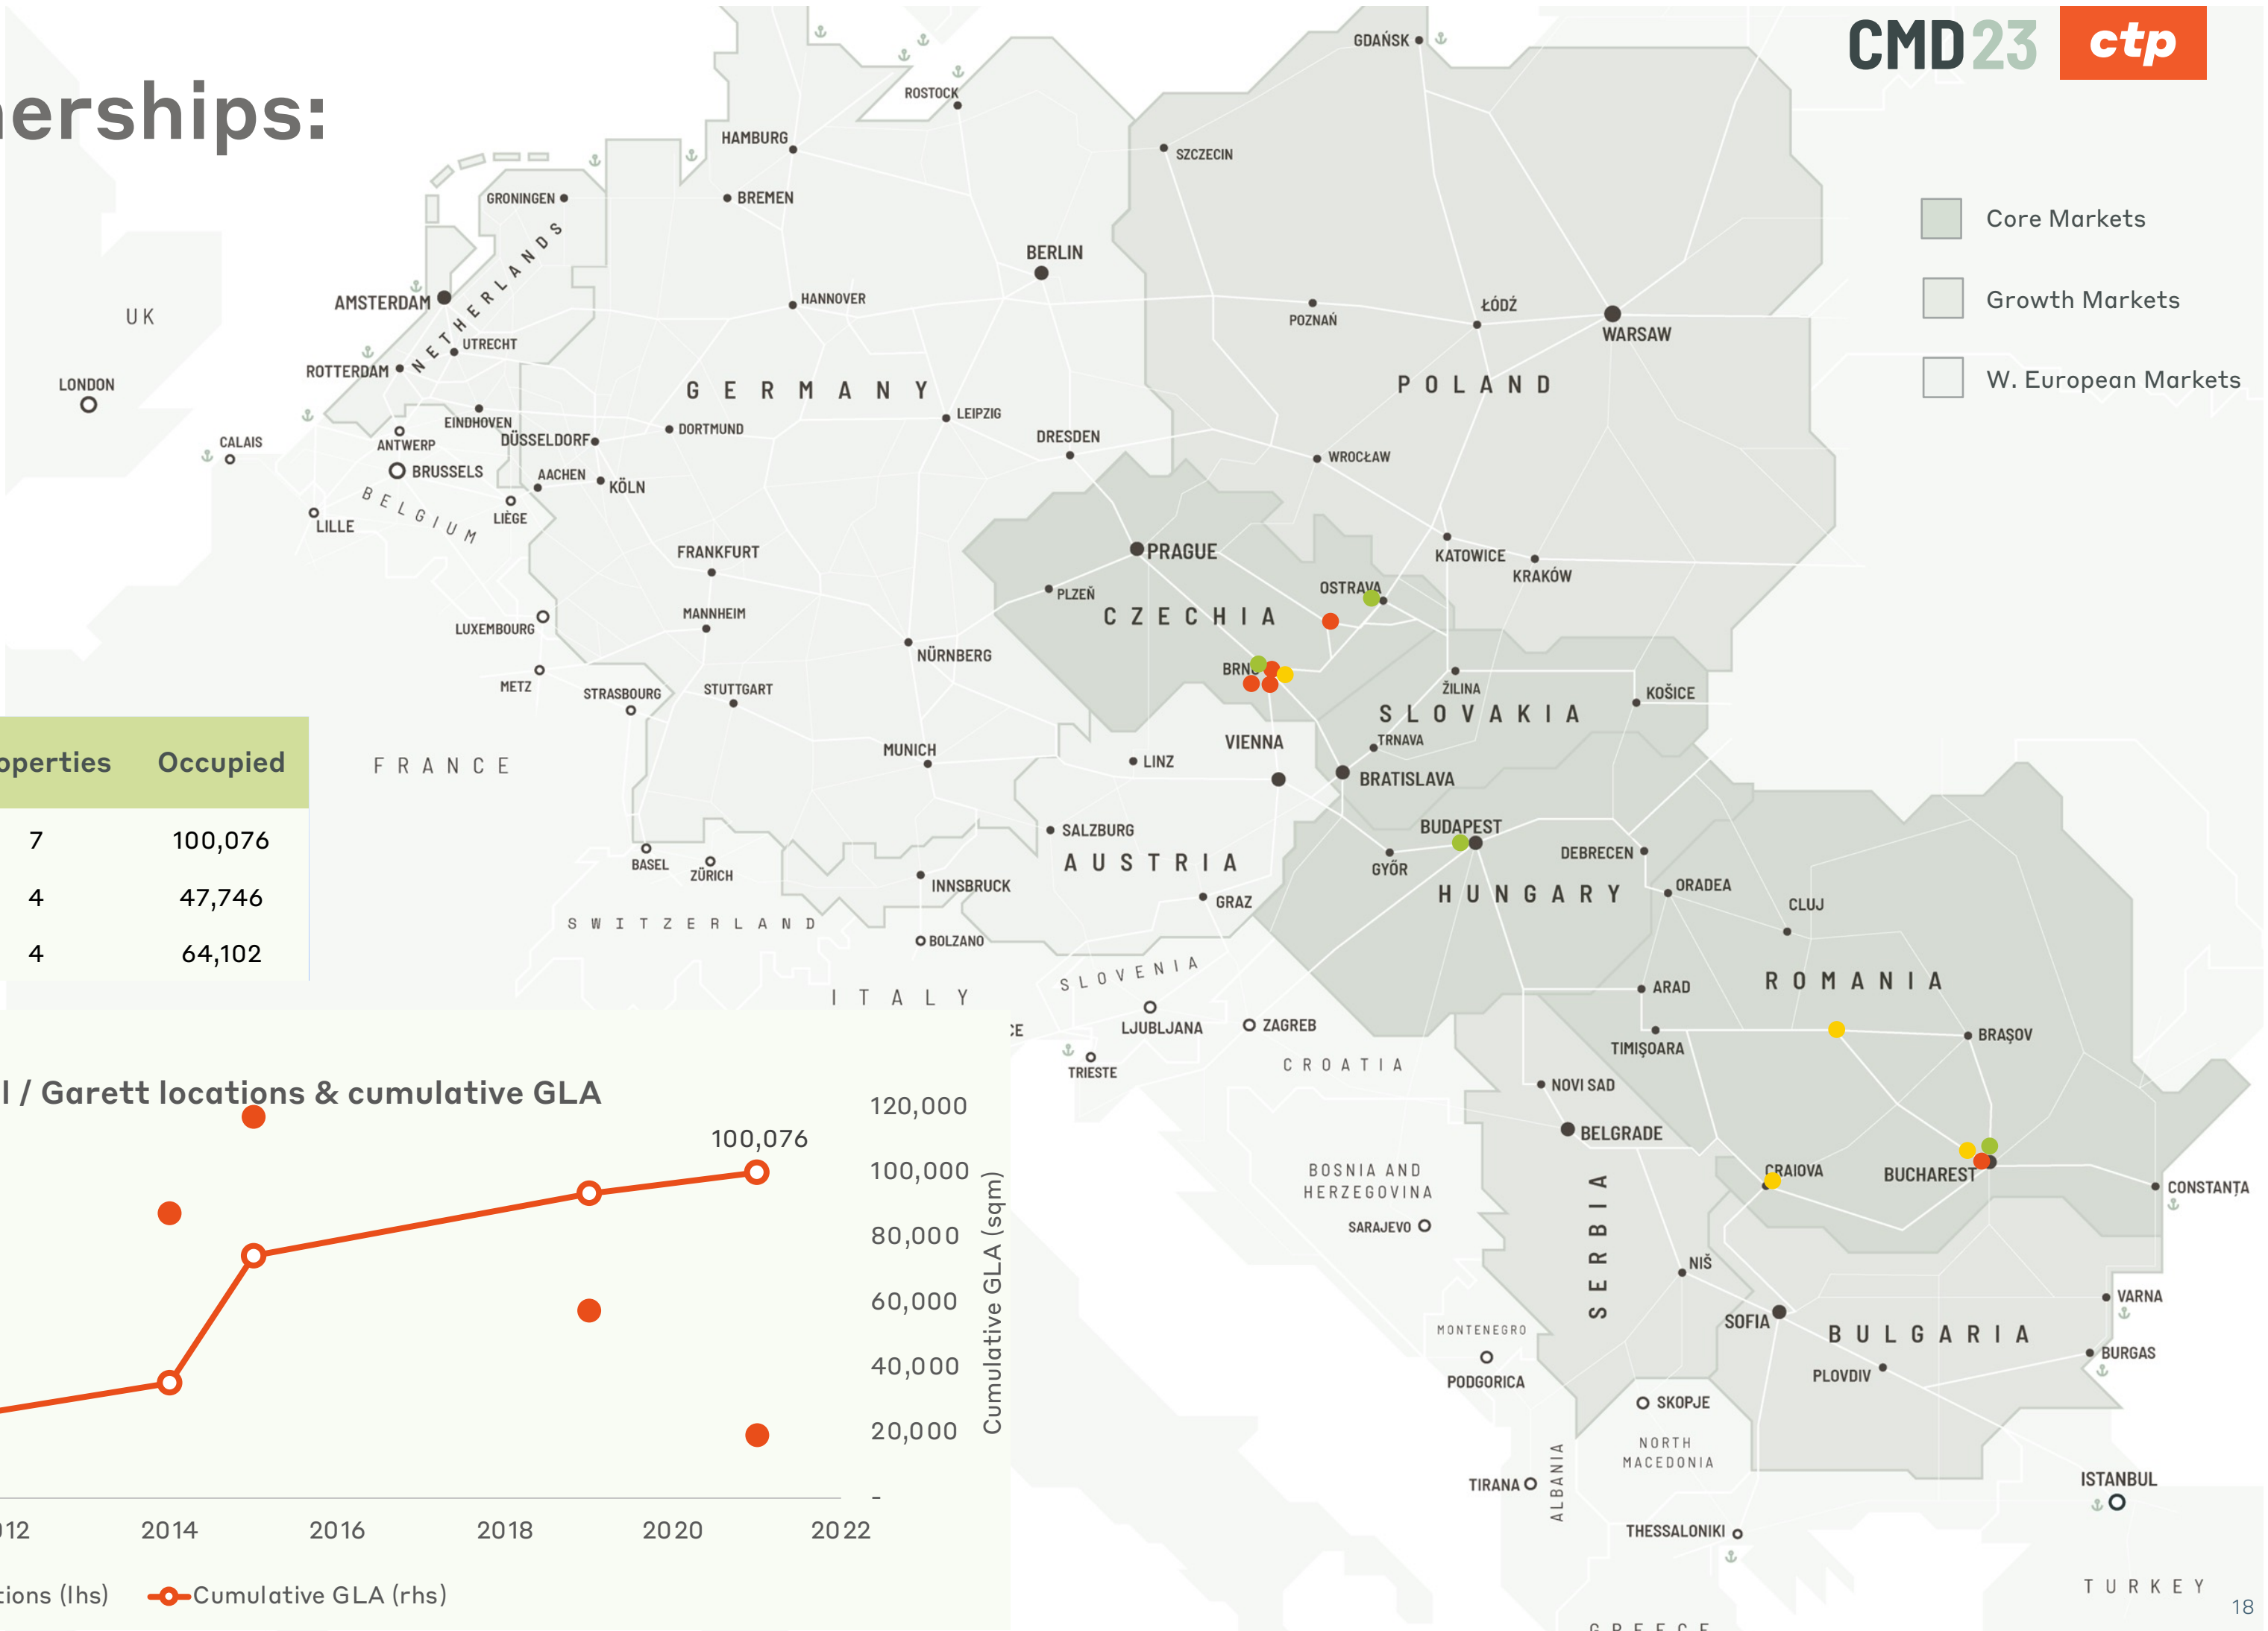 nerships:
CMD23
ctp
Core Markets
Growth Markets
W. European Markets
GDAŃSK
ROSTOCK
HAMBURG
SZCZECIN
GRONINGEN
BREMEN
BERLIN
AMSTERDAM
NETHERLANDS
HANNOVER
UK
POZNAŃ
ŁÓDŹ
WARSAW
UTRECHT
ROTTERDAM
LONDON
GERMANY
POLAND
EINDHOVEN
LEIPZIG
CALAIS
ANTWERP
DÜSSELDORF
DORTMUND
DRESDEN
WROCŁAW
BRUSSELS
AACHEN
KÖLN
BELGIUM
LIÈGE
LILLE
FRANKFURT
PRAGUE
KATOWICE
KRAKÓW
OSTRAVA
PLZEŇ
CZECHIA
MANNHEIM
LUXEMBOURG
NÜRNBERG
BRNO
METZ
STRASBOURG
STUTTGART
ŽILINA
KOŠICE
SLOVAKIA
TRNAVA
VIENNA
MUNICH
LINZ
BRATISLAVA
FRANCE
operties Occupied
7 100,076
4 47,746
4 64,102
SALZBURG
BUDAPEST
AUSTRIA
GYŐR
DEBRECEN
BASEL
ZÜRICH
INNSBRUCK
HUNGARY
ORADEA
GRAZ
CLUJ
SWITZERLAND
BOLZANO
SLOVENIA
ITALY
ARAD
ROMANIA
CE
LJUBLJANA
ZAGREB
TIMIȘOARA
BRAȘOV
TRIESTE
CROATIA
NOVI SAD
BELGRADE
BOSNIA AND
HERZEGOVINA
CRAIOVA
BUCHAREST
CONSTANȚA
SARAJEVO
SERBIA
NIŠ
VARNA
SOFIA
BULGARIA
MONTENEGRO
BURGAS
PODGORICA
PLOVDIV
SKOPJE
NORTH
MACEDONIA
TIRANA
ALBANIA
ISTANBUL
THESSALONIKI
TURKEY
GREECE
l / Garett locations & cumulative GLA
120,000
100,076
100,000
80,000
60,000
40,000
20,000
-
Cumulative GLA (sqm)
012 2014 2016 2018 2020 2022
tions (lhs) Cumulative GLA (rhs)
18